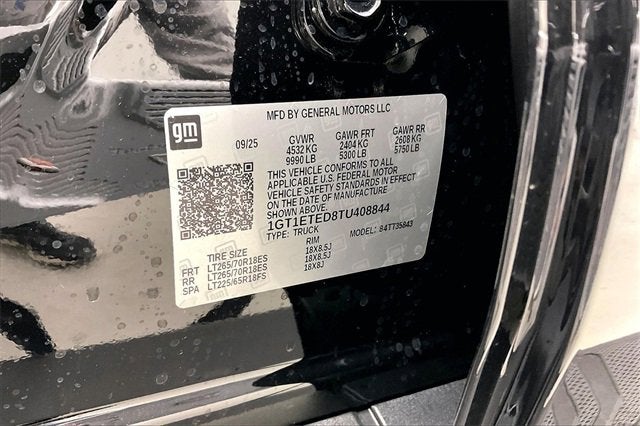 MFD BY GENERAL MOTORS LLC
gm
09/25 GVWR GAWR FRT GAWR RR
4532 KG 2404 KG 2608 KG
9990 LB 5300 LB 5750 LB
THIS VEHICLE CONFORMS TO ALL
APPLICABLE U.S. FEDERAL MOTOR
VEHICLE SAFETY STANDARDS IN EFFECT
ON THE DATE OF MANUFACTURE
SHOWN ABOVE.
1GT1ETED8TU408844
TYPE: TRUCK MODEL: 84TT35843
TIRE SIZE RIM
FRT LT265/70R18ES 18X8.5J
RR LT265/70R18ES 18X8.5J
SPA LT225/65R18FS 18X8J